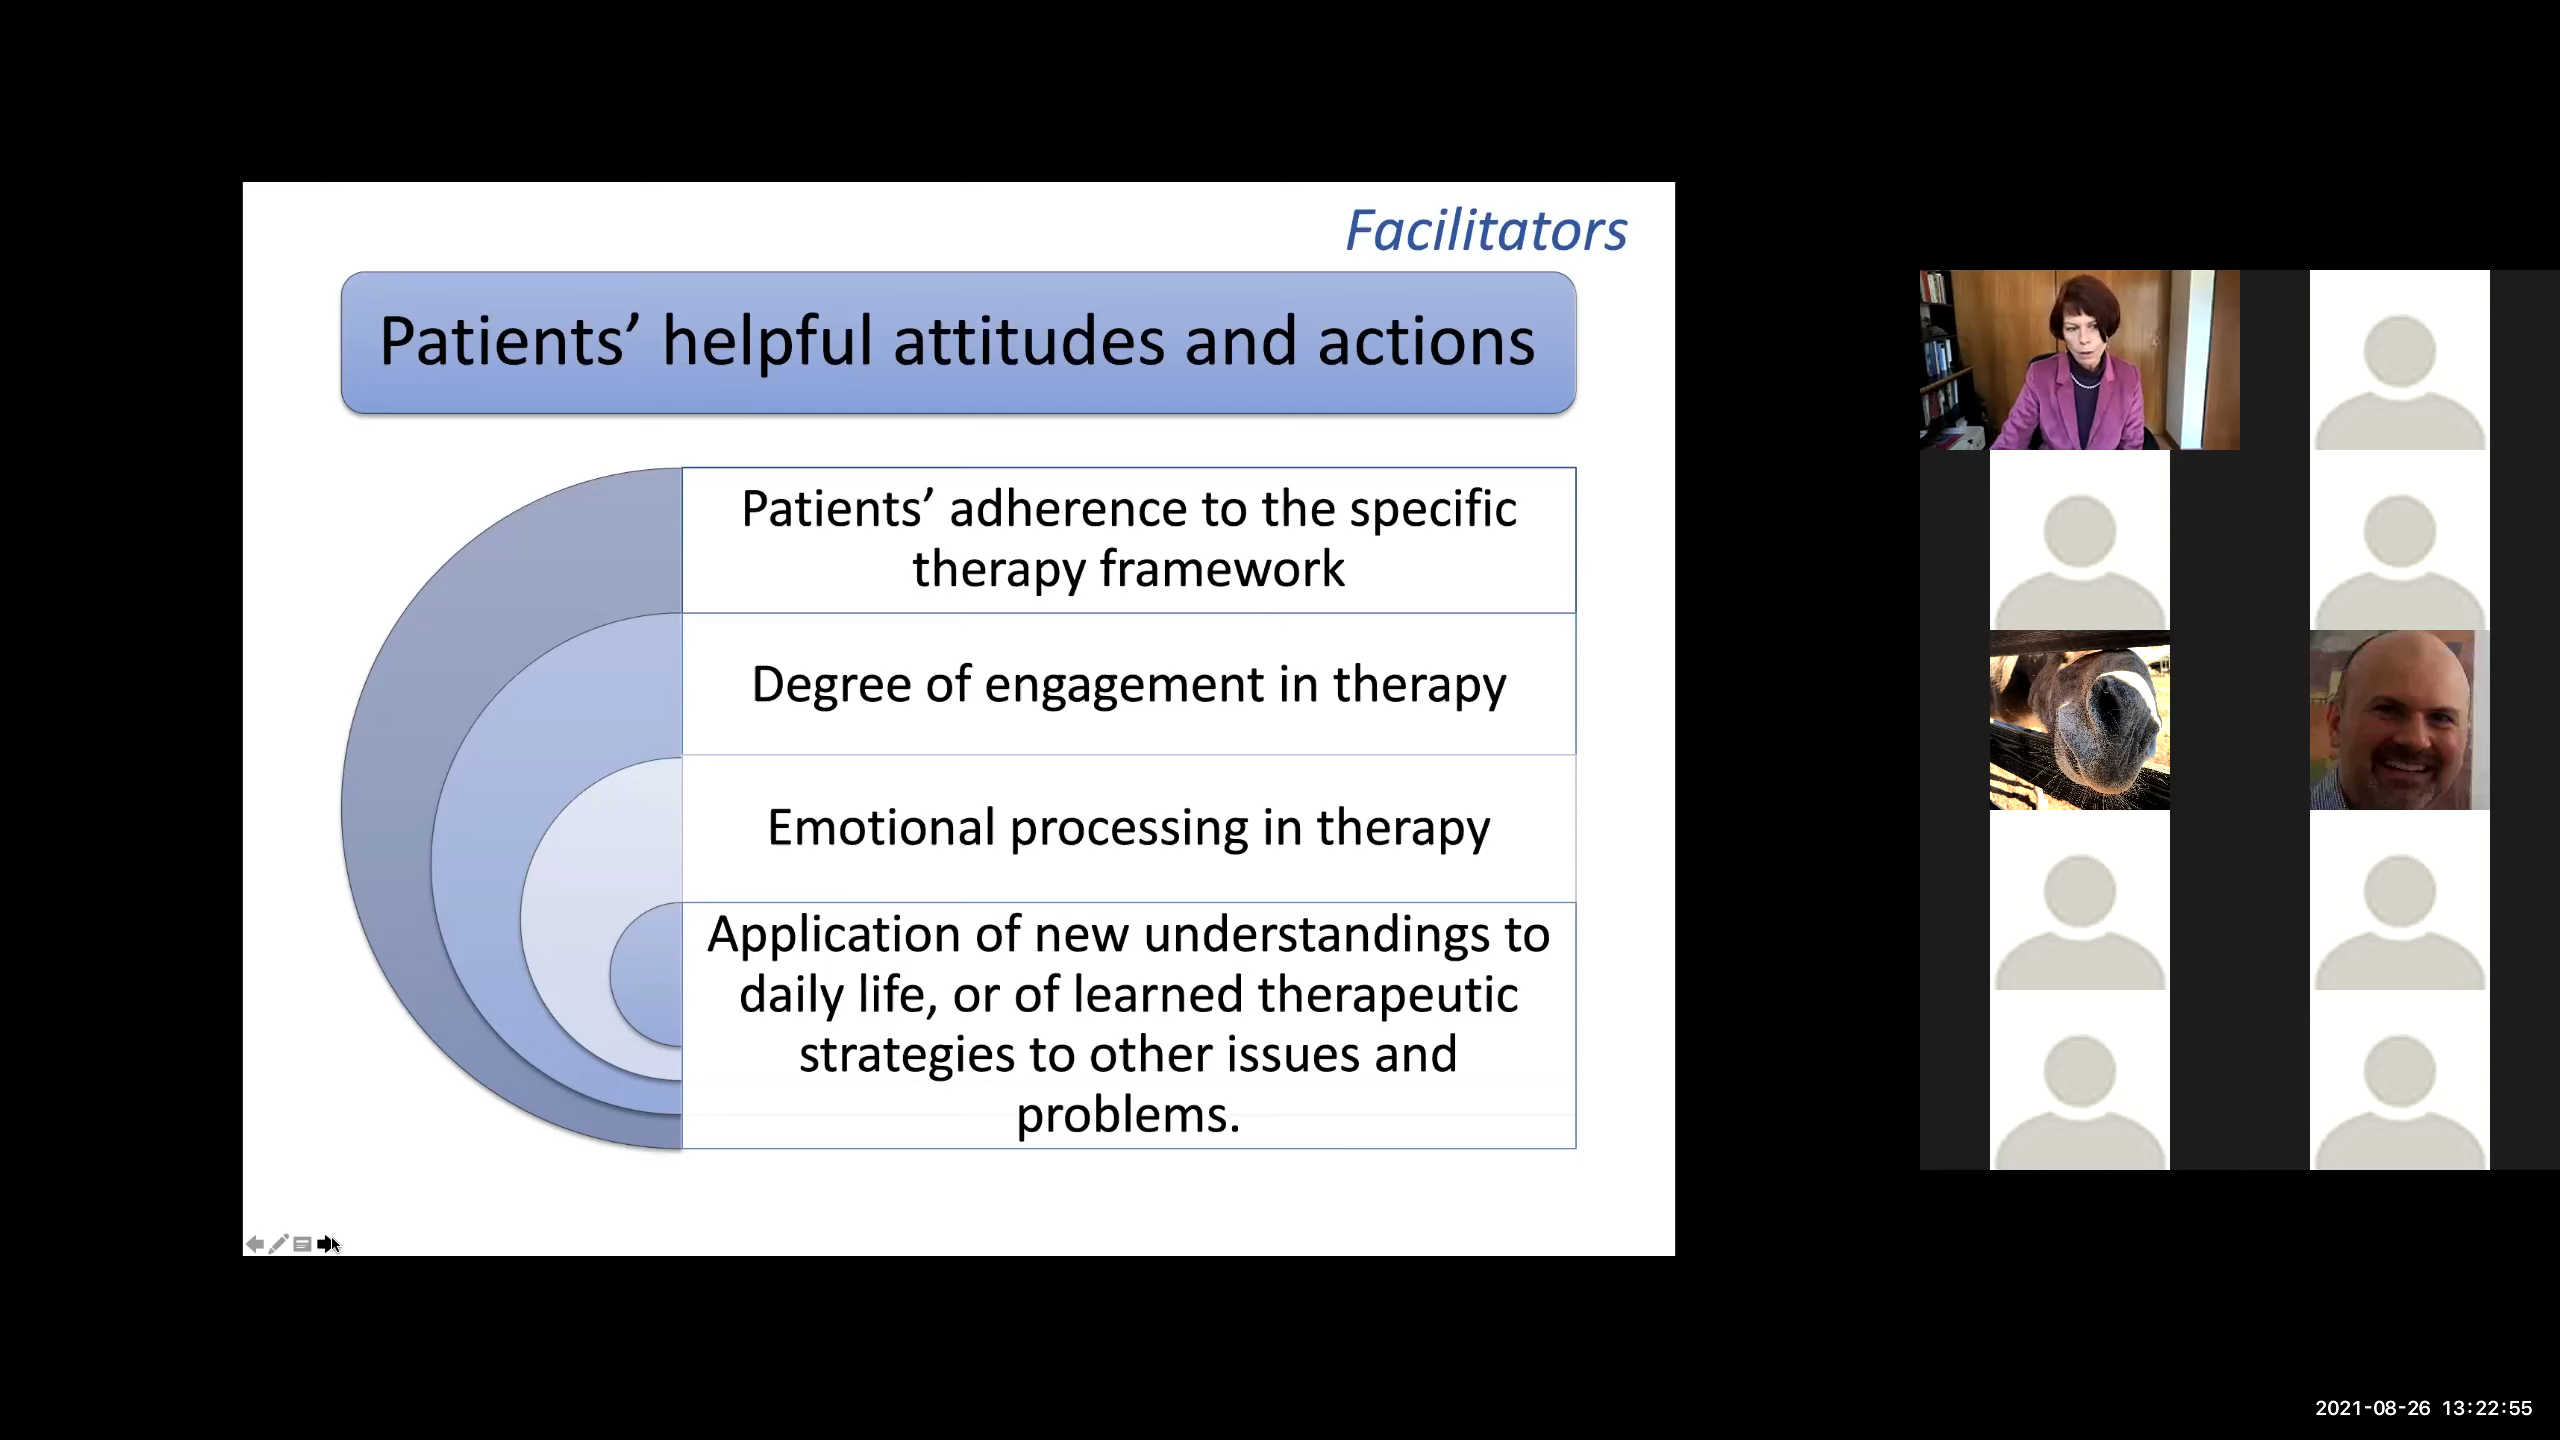 Facilitators
Patients’ helpful attitudes and actions
Patients’ adherence to the specific
therapy framework
Degree of engagement in therapy
Emotional processing in therapy
Application of new understandings to
daily life, or of learned therapeutic
strategies to other issues and
problems.
2021-08-26 13:22:55